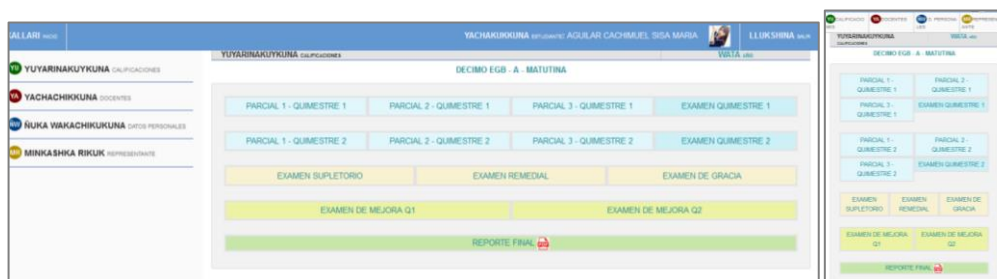 KALLARI INICIO YACHAKUKKUNA ESTUDIANTE: AGUILAR CACHIMUEL SISA MARIA LLUKSHINA SALIR
YUYARINAKUYKUNA CALIFICACIONES WATA AÑO
YU YUYARINAKUYKUNA CALIFICACIONES
YA YACHACHIKKUNA DOCENTES
ÑUKA WAKACHIKUKUNA DATOS PERSONALES
MINKASHKA RIKUK REPRESENTANTE
DECIMO EGB - A - MATUTINA
PARCIAL 1 - QUIMESTRE 1 PARCIAL 2 - QUIMESTRE 1 PARCIAL 3 - QUIMESTRE 1 EXAMEN QUIMESTRE 1
PARCIAL 1 - QUIMESTRE 2 PARCIAL 2 - QUIMESTRE 2 PARCIAL 3 - QUIMESTRE 2 EXAMEN QUIMESTRE 2
EXAMEN SUPLETORIO EXAMEN REMEDIAL EXAMEN DE GRACIA
EXAMEN DE MEJORA Q1 EXAMEN DE MEJORA Q2
REPORTE FINAL
YU YA DOCENTES
YUYARINAKUYKUNA WATA AÑO
CALIFICACIONES
DECIMO EGB - A - MATUTINA
PARCIAL 1 - PARCIAL 2 -
QUIMESTRE 1 QUIMESTRE 1
PARCIAL 3 - EXAMEN QUIMESTRE 1
QUIMESTRE 1
PARCIAL 1 - PARCIAL 2 -
QUIMESTRE 2 QUIMESTRE 2
PARCIAL 3 - EXAMEN QUIMESTRE 2
QUIMESTRE 2
EXAMEN EXAMEN EXAMEN DE
SUPLETORIO REMEDIAL GRACIA
EXAMEN DE MEJORA EXAMEN DE MEJORA
Q1 Q2
REPORTE FINAL